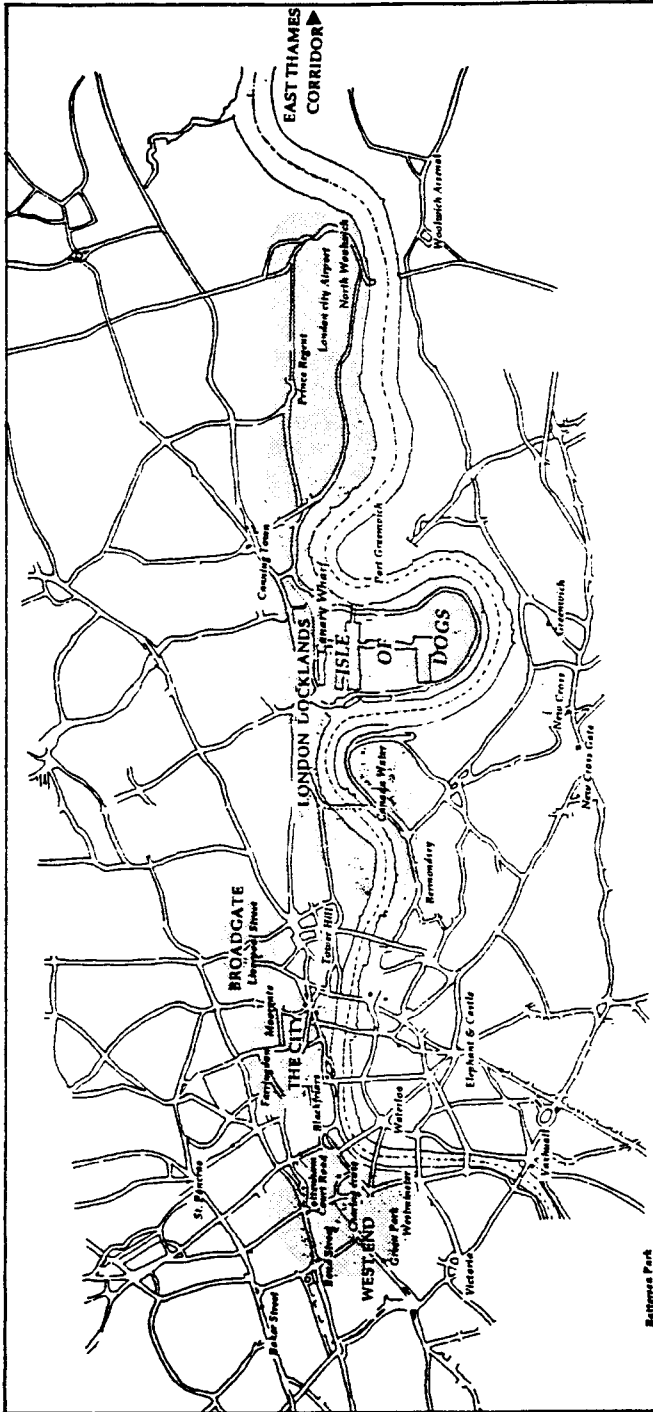 EAST THAMES
CORRIDOR
Woolwich Arsenal
North Woolwich
London city Airport
Prince Regent
Canning Town
Port Greenwich
LONDON LOCKLANDS
Canary Wharf
ISLE
OF
DOGS
Greenwich
New Cross
New Cross Gate
Canada Water
Bermondsey
BROADGATE
Liverpool Street
Tower Hill
Moorgate
THE CITY
Farringdon
Blackfriars
Elephant & Castle
Waterloo
St. Pancras
Tottenham
Court Road
Charing Cross
Westminster
Vauxhall
Bond Street
WEST END
Green Park
Victoria
Baker Street
Battersea Park